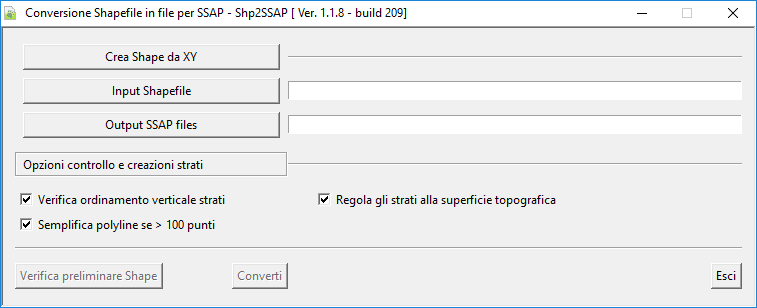 Conversione Shapefile in file per SSAP - Shp2SSAP [ Ver. 1.1.8 - build 209]
Crea Shape da XY
Input Shapefile
Output SSAP files
Opzioni controllo e creazioni strati
Verifica ordinamento verticale strati
Regola gli strati alla superficie topografica
Semplifica polyline se > 100 punti
Verifica preliminare Shape
Converti
Esci